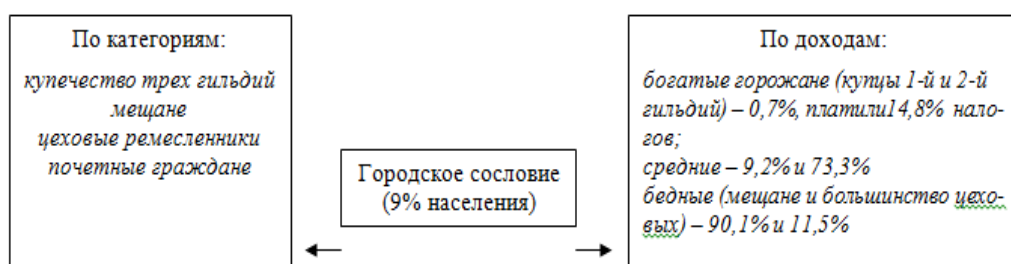 По категориям:
купечество трех гильдий
мещане
цеховые ремесленники
почетные граждане
Городское сословие
(9% населения)
По доходам:
богатые горожане (купцы 1-й и 2-й
гильдий) – 0,7%, платили14,8% нало-
гов;
средние – 9,2% и 73,3%
бедные (мещане и большинство цехо-
вых) – 90,1% и 11,5%